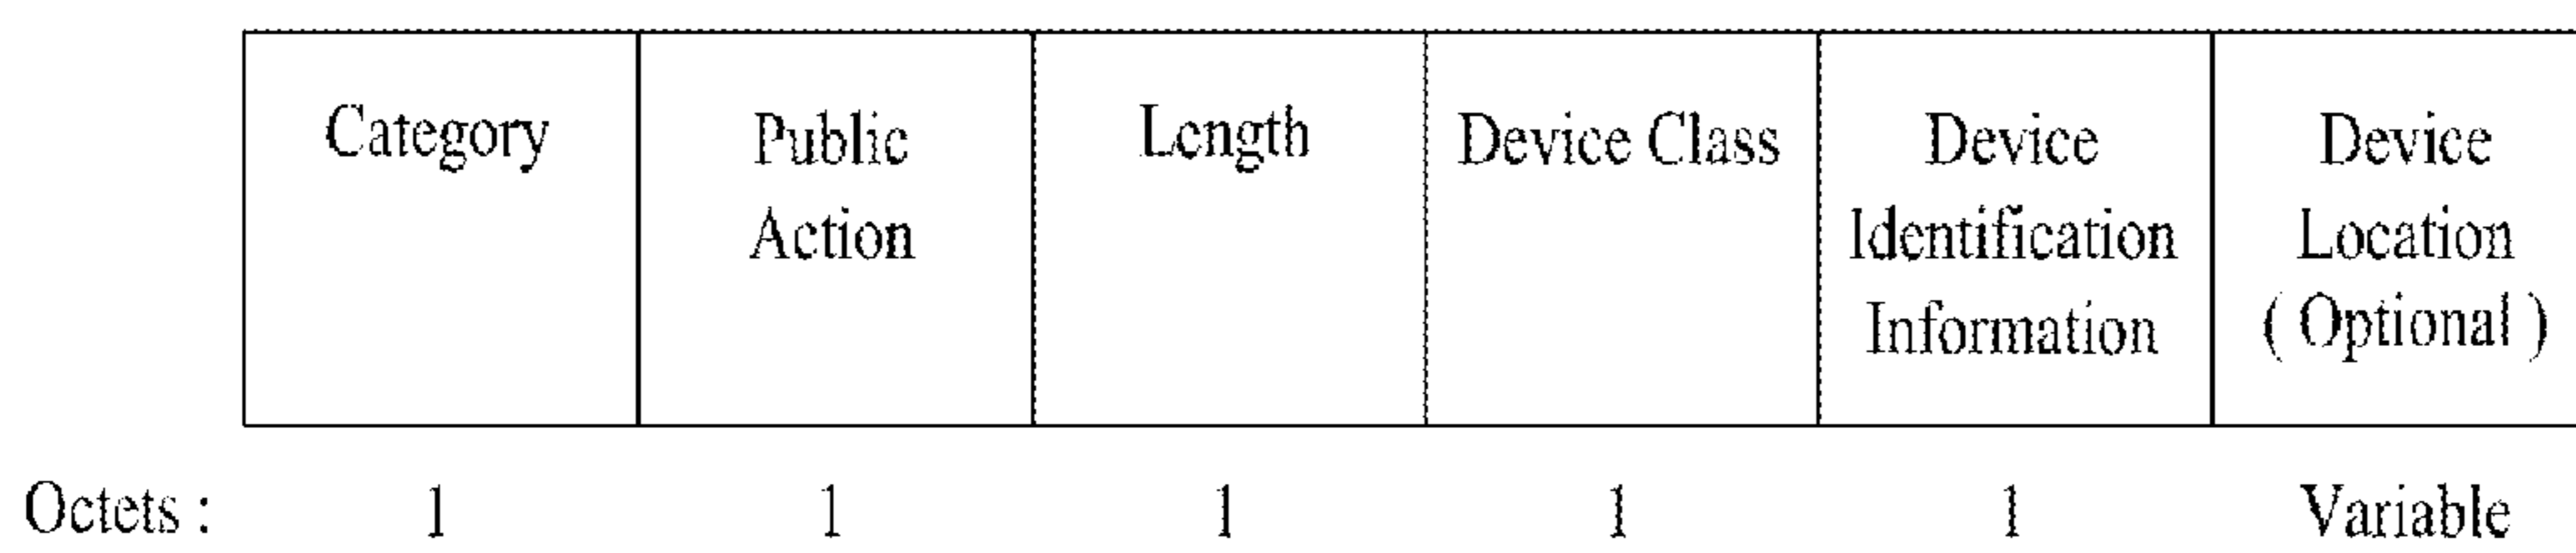 Category
Public
Action
Length
Device Class
Device
Identification
Information
Device
Location
( Optional )
Octets : 1 1 1 1 1 Variable